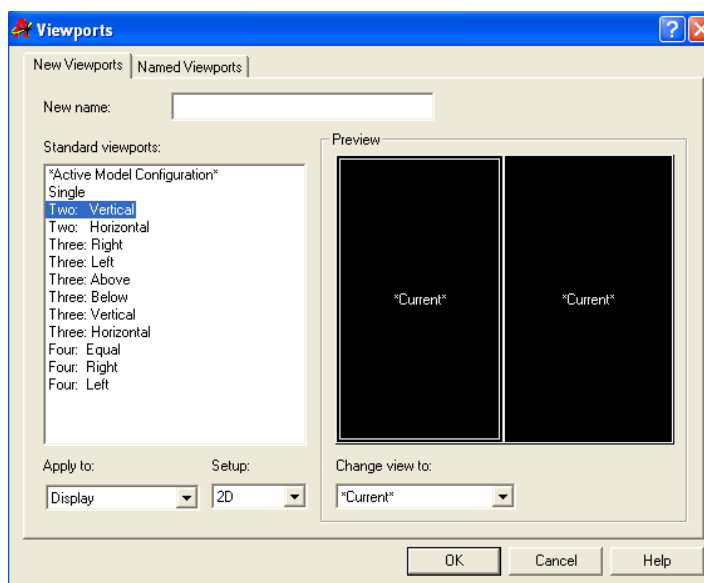 Viewports
New Viewports
Named Viewports
New name:
Standard viewports:
*Active Model Configuration*
Single
Two: Vertical
Two: Horizontal
Three: Right
Three: Left
Three: Above
Three: Below
Three: Vertical
Three: Horizontal
Four: Equal
Four: Right
Four: Left
Preview
*Current*
*Current*
Apply to:
Setup:
Change view to:
Display
2D
*Current*
OK
Cancel
Help